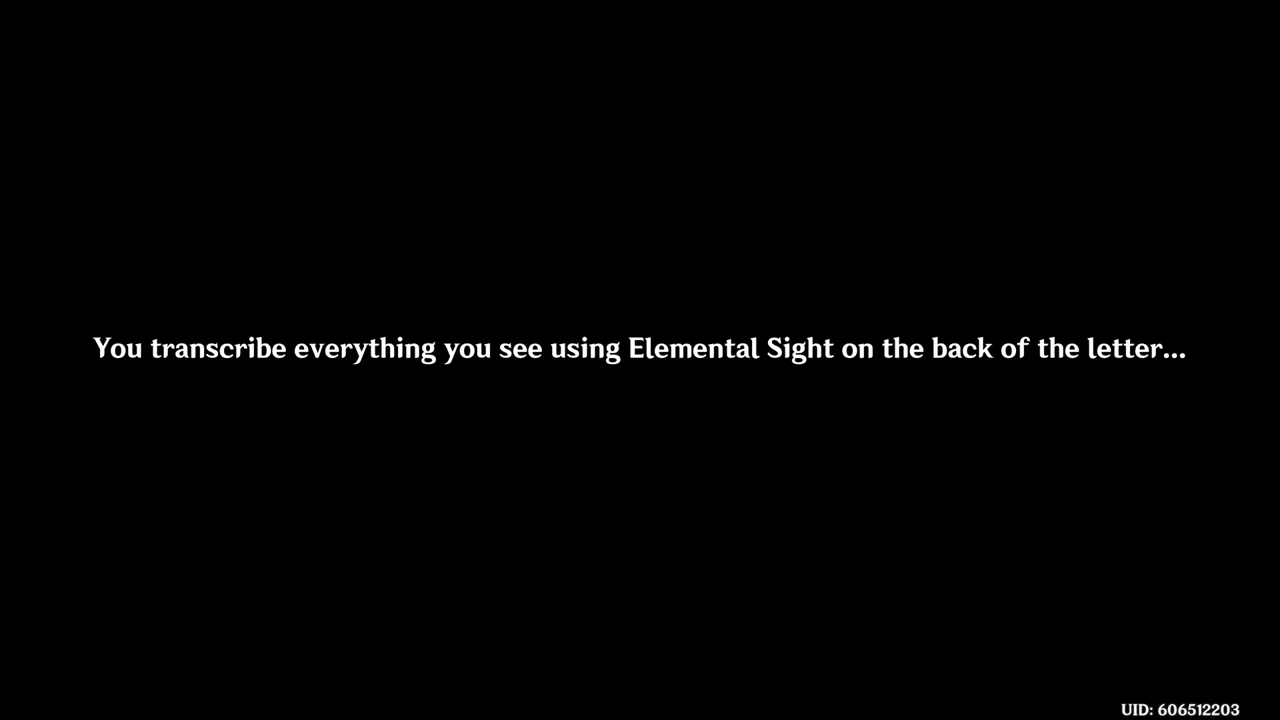 You transcribe everything you see using Elemental Sight on the back of the letter...
UID: 606512203